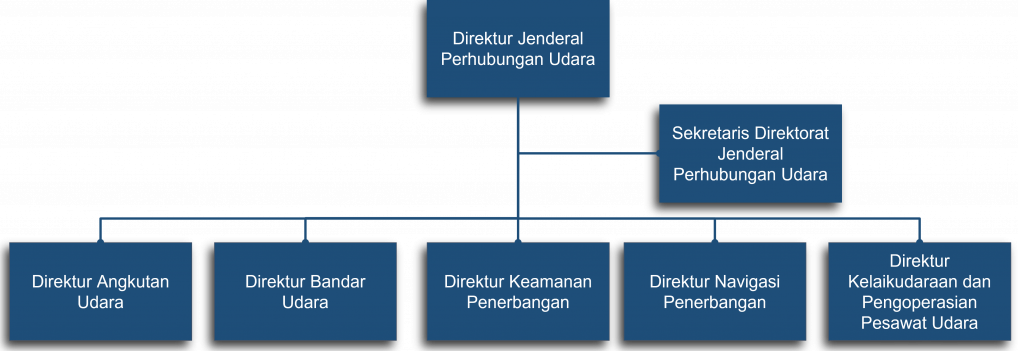 Direktur Jenderal
Perhubungan Udara
Sekretaris Direktorat
Jenderal
Perhubungan Udara
Direktur Angkutan
Udara
Direktur Bandar
Udara
Direktur Keamanan
Penerbangan
Direktur Navigasi
Penerbangan
Direktur
Kelaikudaraan dan
Pengoperasian
Pesawat Udara